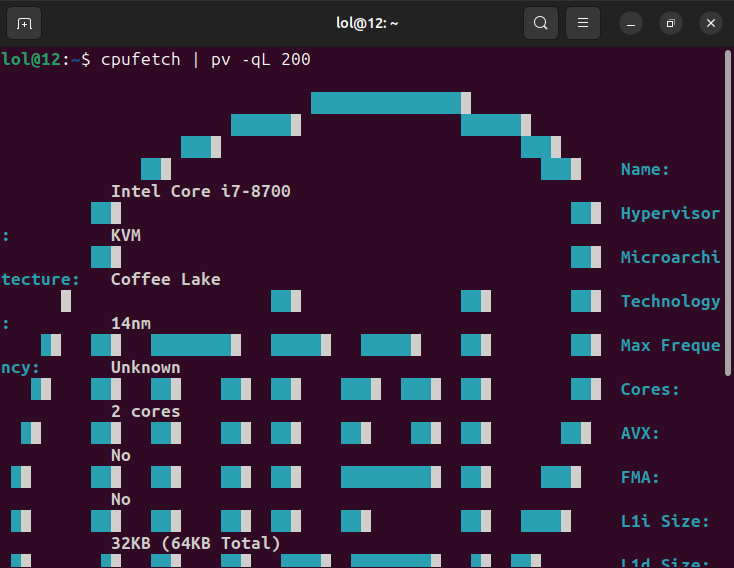 lol@12: ~
lol@12:~$ cpufetch | pv -qL 200
Name:
Intel Core i7-8700
Hypervisor
: KVM
Microarchi
tecture: Coffee Lake
Technology
: 14nm
Max Freque
ncy: Unknown
Cores:
2 cores
AVX:
No
FMA:
No
L1i Size:
32KB (64KB Total)
L1d Size: